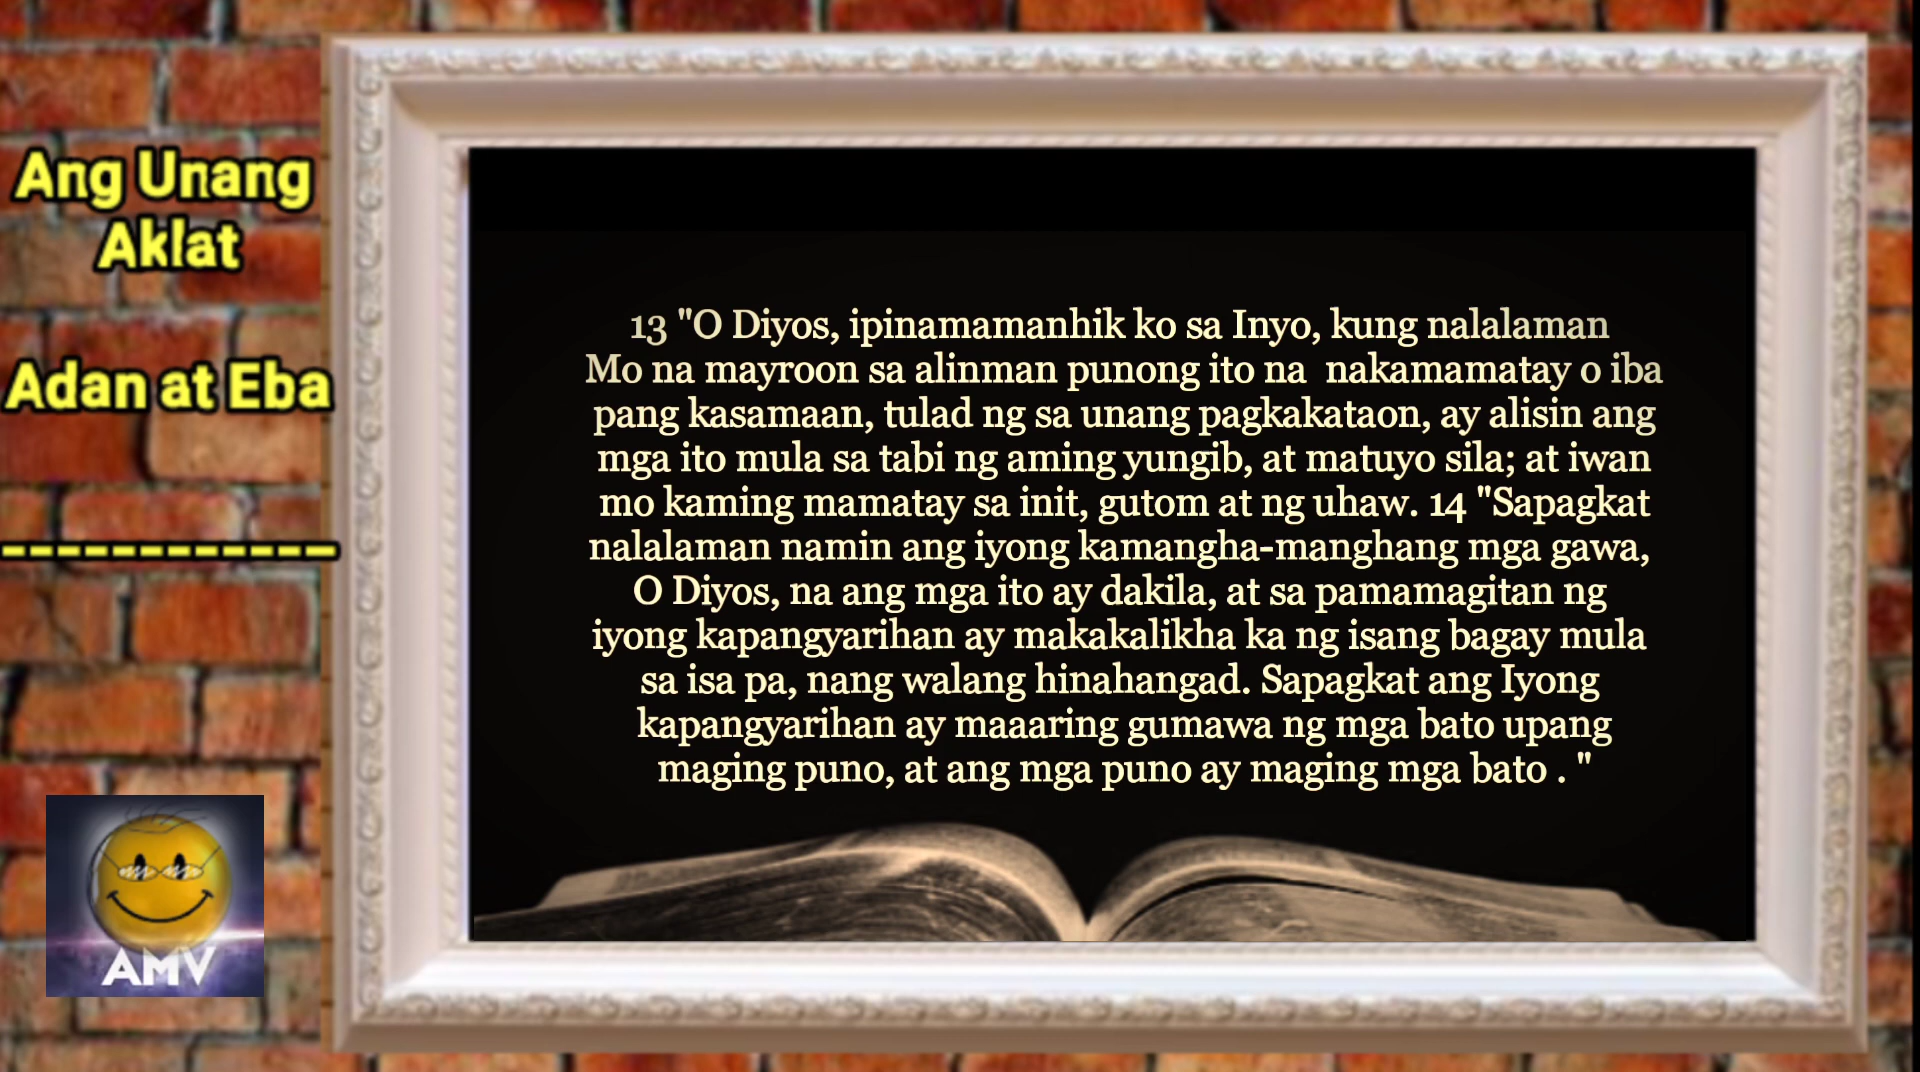 Ang Unang
Aklat
Adan at Eba
------------
13 "O Diyos, ipinamamanhik ko sa Inyo, kung nalalaman
Mo na mayroon sa alinman punong ito na  nakamamatay o iba
pang kasamaan, tulad ng sa unang pagkakataon, ay alisin ang
mga ito mula sa tabi ng aming yungib, at matuyo sila; at iwan
mo kaming mamatay sa init, gutom at ng uhaw. 14 "Sapagkat
nalalaman namin ang iyong kamangha-manghang mga gawa,
O Diyos, na ang mga ito ay dakila, at sa pamamagitan ng
iyong kapangyarihan ay makakalikha ka ng isang bagay mula
sa isa pa, nang walang hinahangad. Sapagkat ang Iyong
kapangyarihan ay maaaring gumawa ng mga bato upang
maging puno, at ang mga puno ay maging mga bato . "
AMV